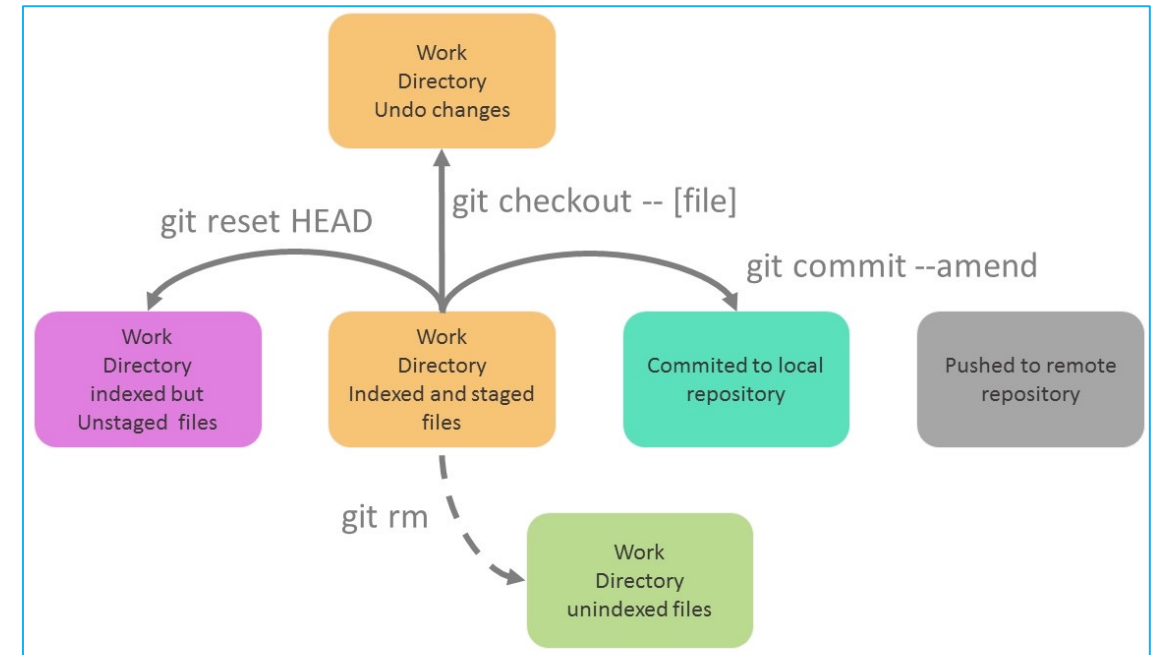 Work
Directory
Undo changes
git checkout -- [file]
git reset HEAD
git commit --amend
Work
Directory
indexed but
Unstaged files
Work
Directory
Indexed and staged
files
Commited to local
repository
Pushed to remote
repository
git rm
Work
Directory
unindexed files